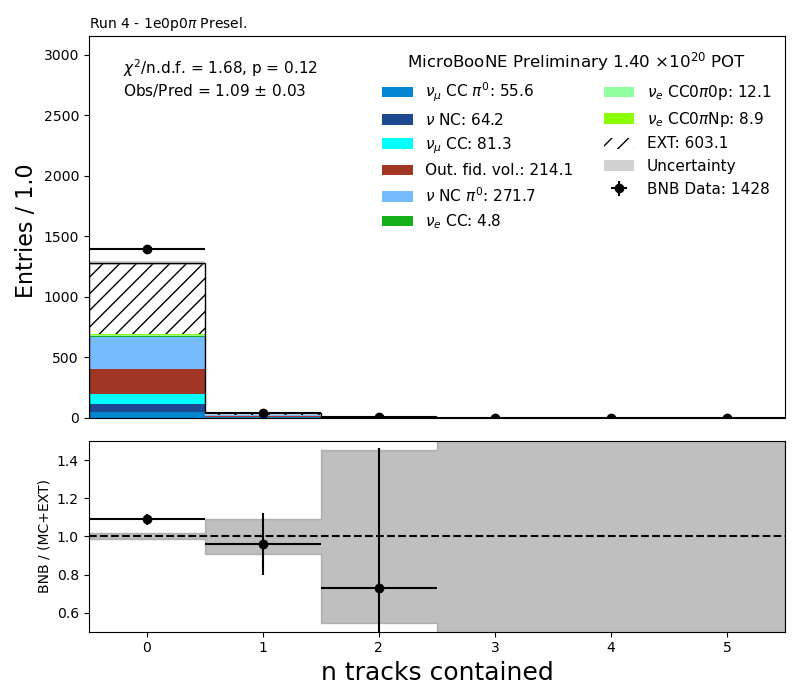 Run 4 - 1e0p0π Presel.
χ²/n.d.f. = 1.68, p = 0.12
Obs/Pred = 1.09 ± 0.03
MicroBooNE Preliminary 1.40 ×10²⁰ POT
ν_μ CC π⁰: 55.6
ν NC: 64.2
ν_μ CC: 81.3
Out. fid. vol.: 214.1
ν NC π⁰: 271.7
ν_e CC: 4.8
ν_e CC0π0p: 12.1
ν_e CC0πNp: 8.9
EXT: 603.1
Uncertainty
BNB Data: 1428
Entries / 1.0
3000
2500
2000
1500
1000
500
0
BNB / (MC+EXT)
1.4
1.2
1.0
0.8
0.6
0 1 2 3 4 5
n tracks contained